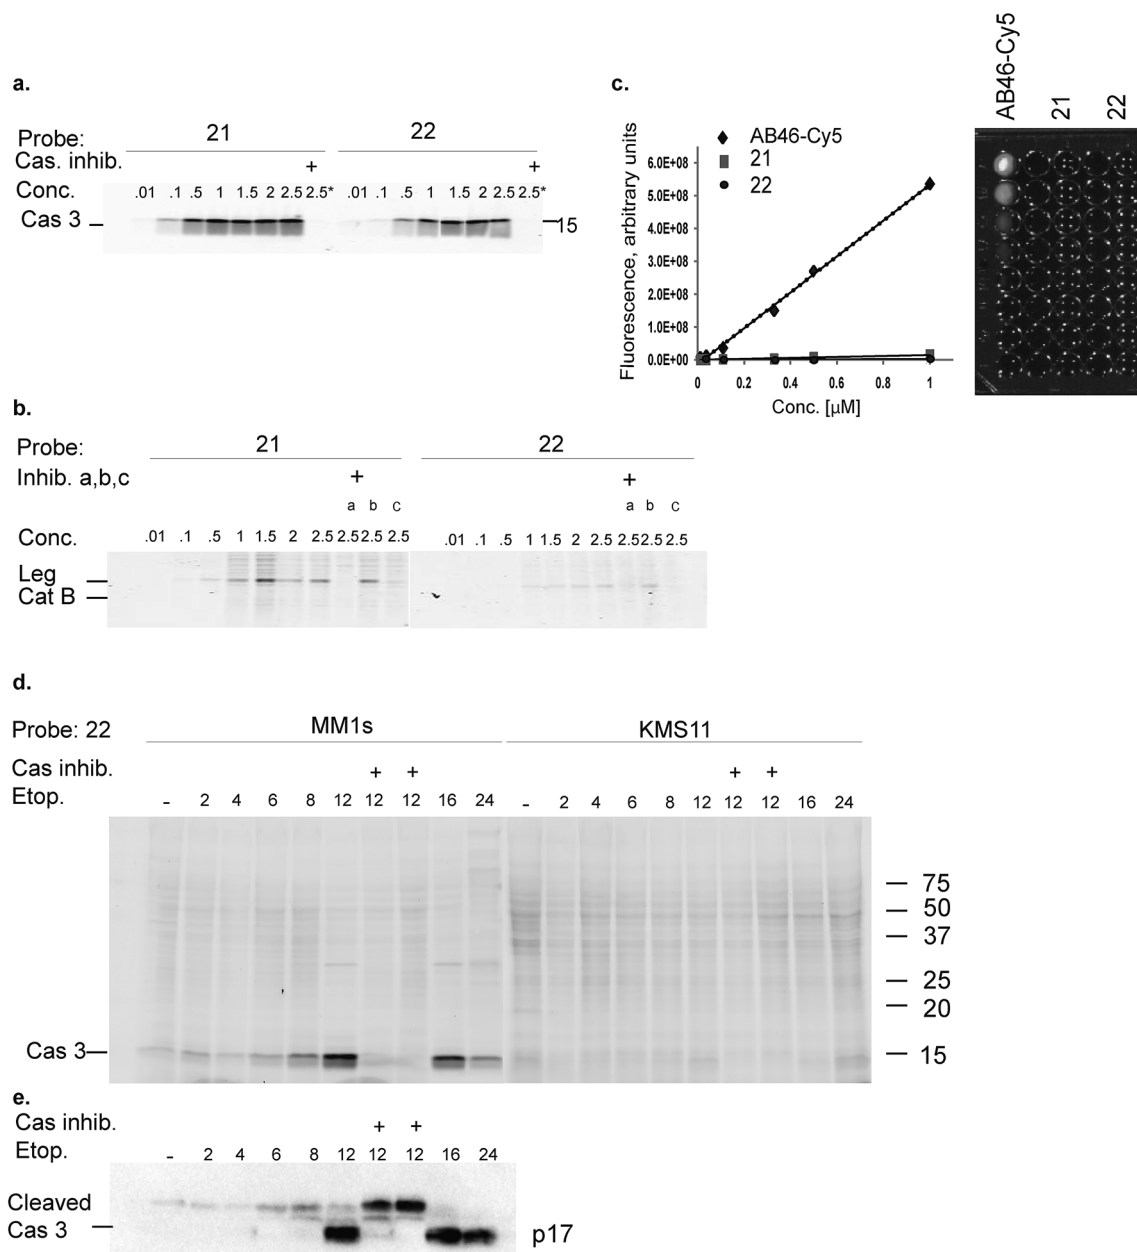 a.
Probe: 21 22
Cas. inhib. + +
Conc. .01 .1 .5 1 1.5 2 2.5 2.5* .01 .1 .5 1 1.5 2 2.5 2.5*
Cas 3 15
c.
AB46-Cy5 21 22
AB46-Cy5
21
22
Fluorescence, arbitrary units
6.0E+08
5.0E+08
4.0E+08
3.0E+08
2.0E+08
1.0E+08
0.0E+00
0 0.2 0.4 0.6 0.8 1
Conc. [µM]
b.
Probe: 21 22
Inhib. a,b,c + +
a b c a b c
Conc. .01 .1 .5 1 1.5 2 2.5 2.5 2.5 2.5 .01 .1 .5 1 1.5 2 2.5 2.5 2.5 2.5
Leg
Cat B
d.
Probe: 22 MM1s KMS11
Cas inhib. + + + +
Etop. - 2 4 6 8 12 12 12 16 24 - 2 4 6 8 12 12 12 16 24
75
50
37
25
20
Cas 3 15
e.
Cas inhib. + +
Etop. - 2 4 6 8 12 12 12 16 24
Cleaved
Cas 3 p17